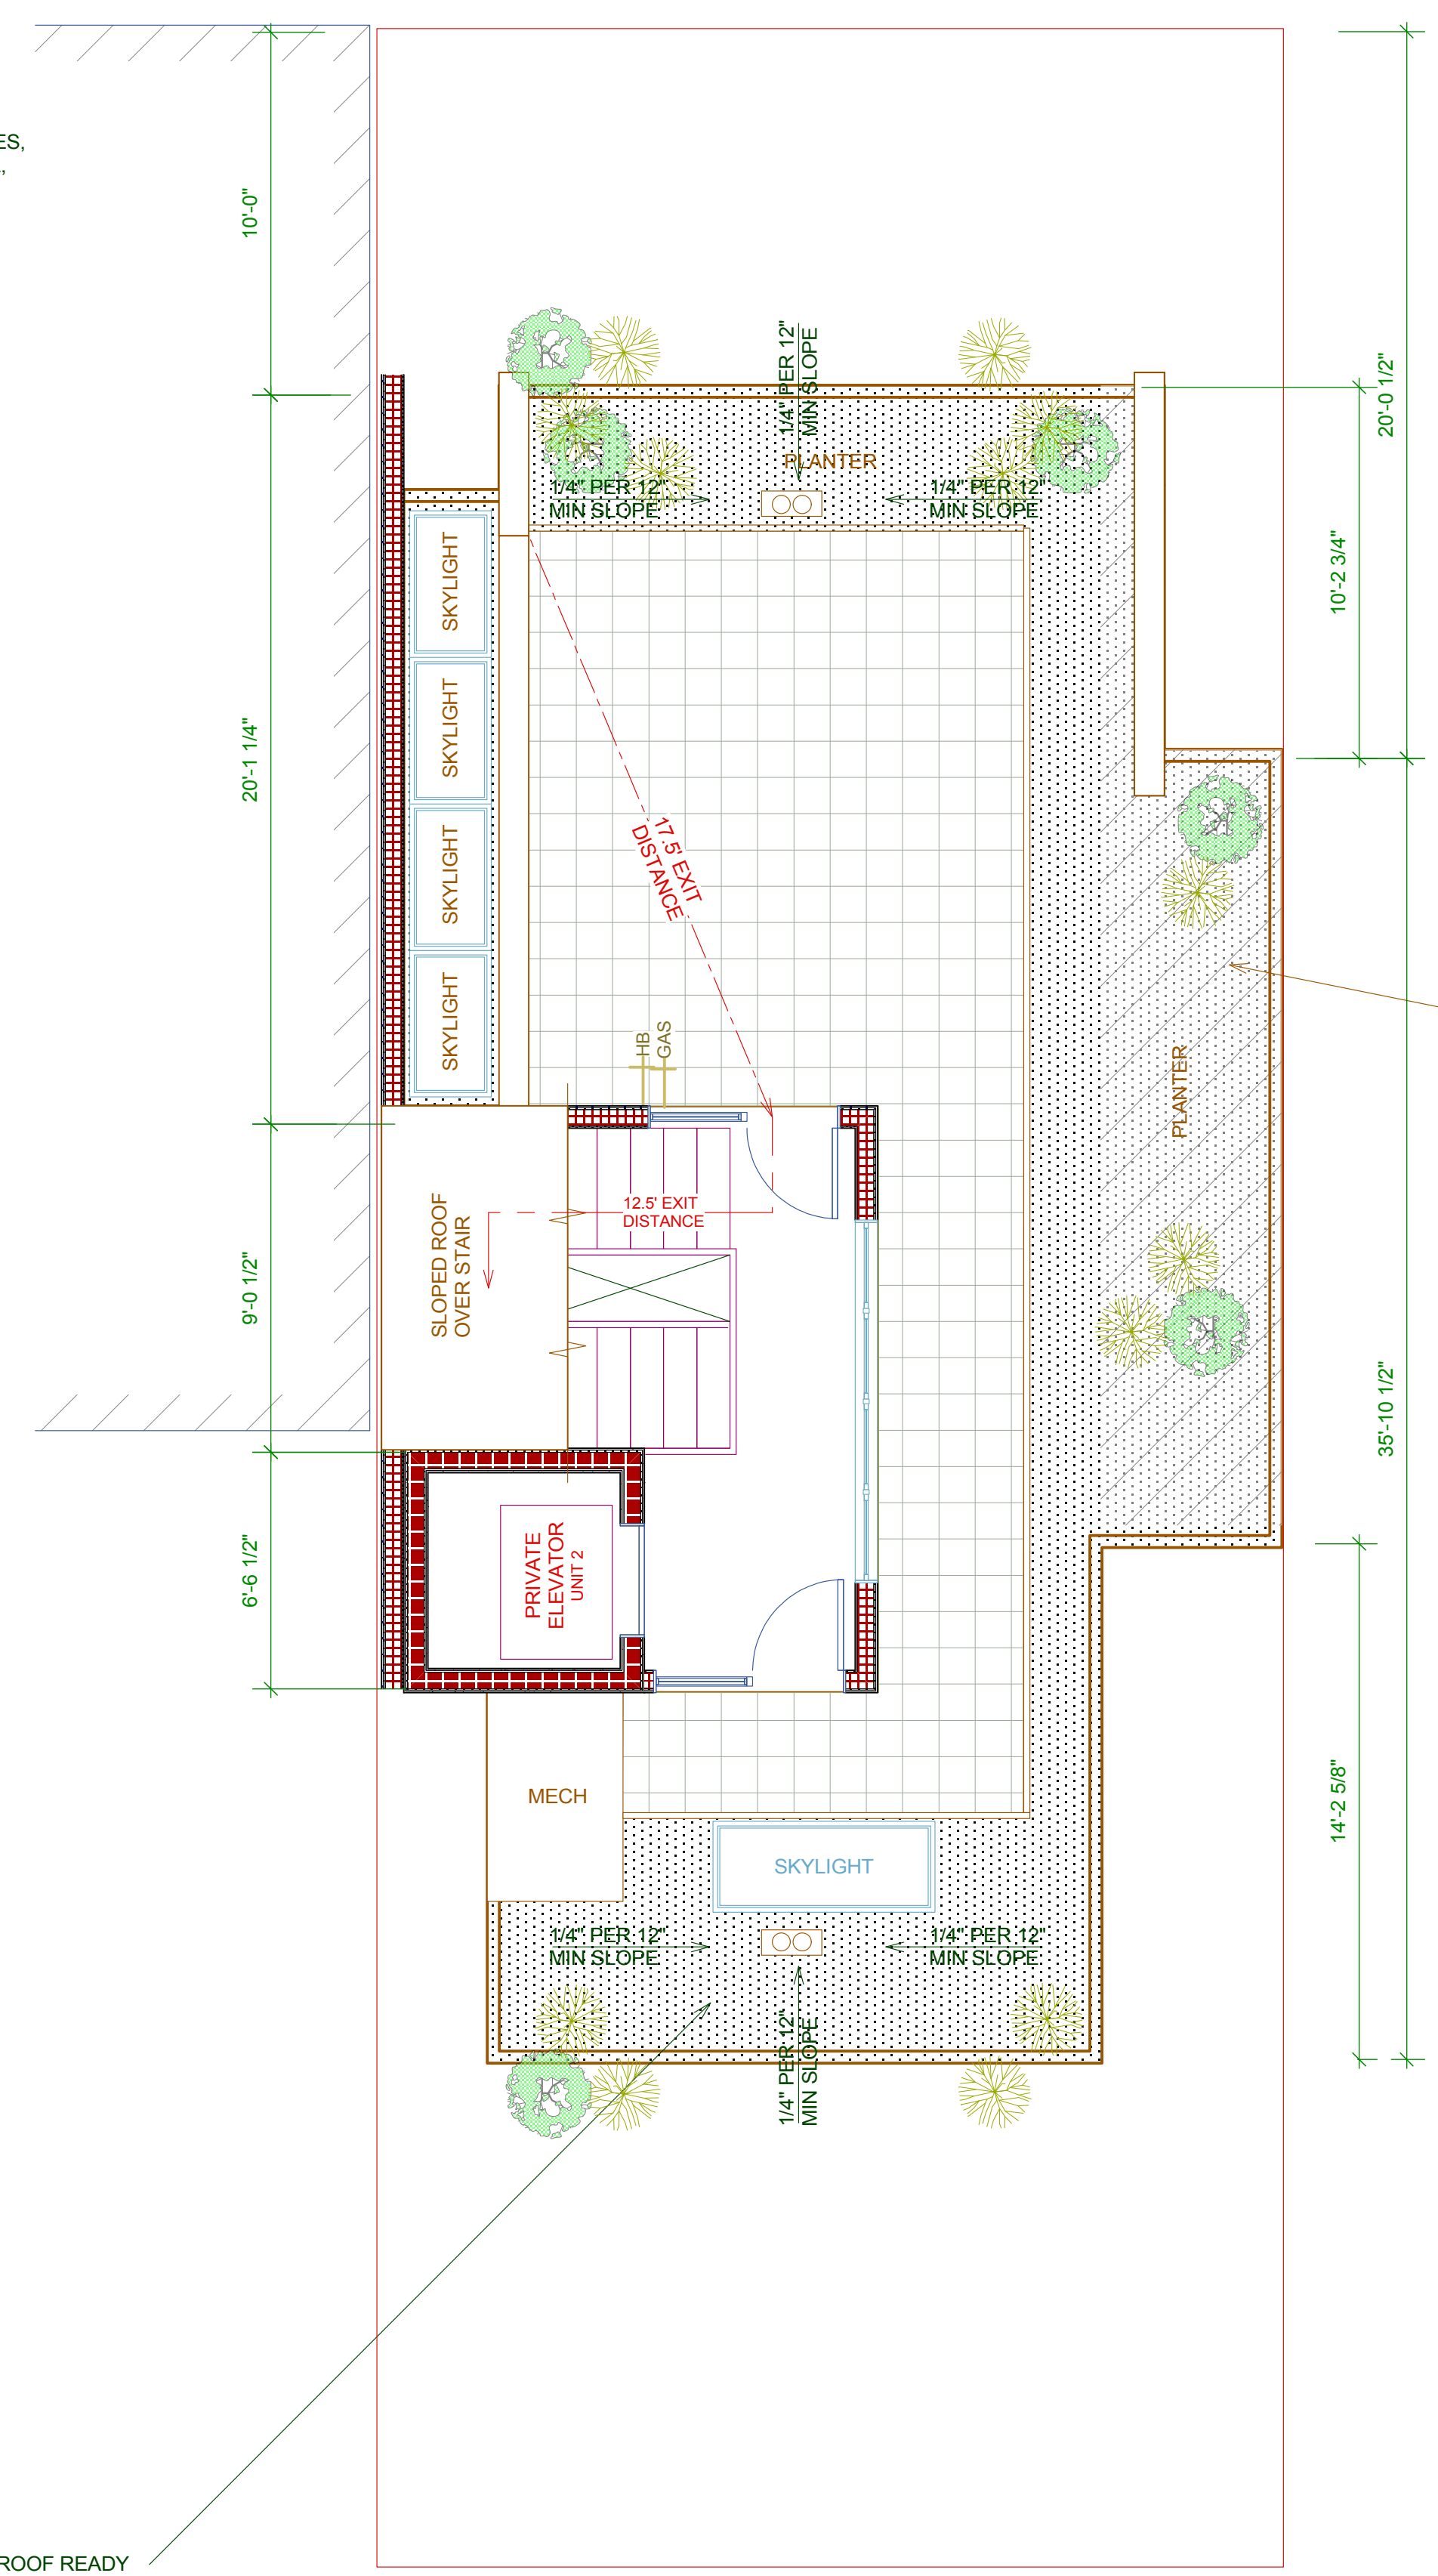 ES,
10'-0"
1/4" PER 12"
MIN SLOPE
20'-0 1/2"
PLANTER
1/4" PER 12"
MIN SLOPE
1/4" PER 12"
MIN SLOPE
SKYLIGHT
10'-2 3/4"
SKYLIGHT
20'-1 1/4"
SKYLIGHT
17.5' EXIT
DISTANCE
SKYLIGHT
HB
GAS
PLANTER
SLOPED ROOF
OVER STAIR
12.5' EXIT
DISTANCE
9'-0 1/2"
35'-10 1/2"
6'-6 1/2"
PRIVATE
ELEVATOR
UNIT 2
MECH
14'-2 5/8"
SKYLIGHT
1/4" PER 12"
MIN SLOPE
1/4" PER 12"
MIN SLOPE
1/4" PER 12"
MIN SLOPE
ROOF READY